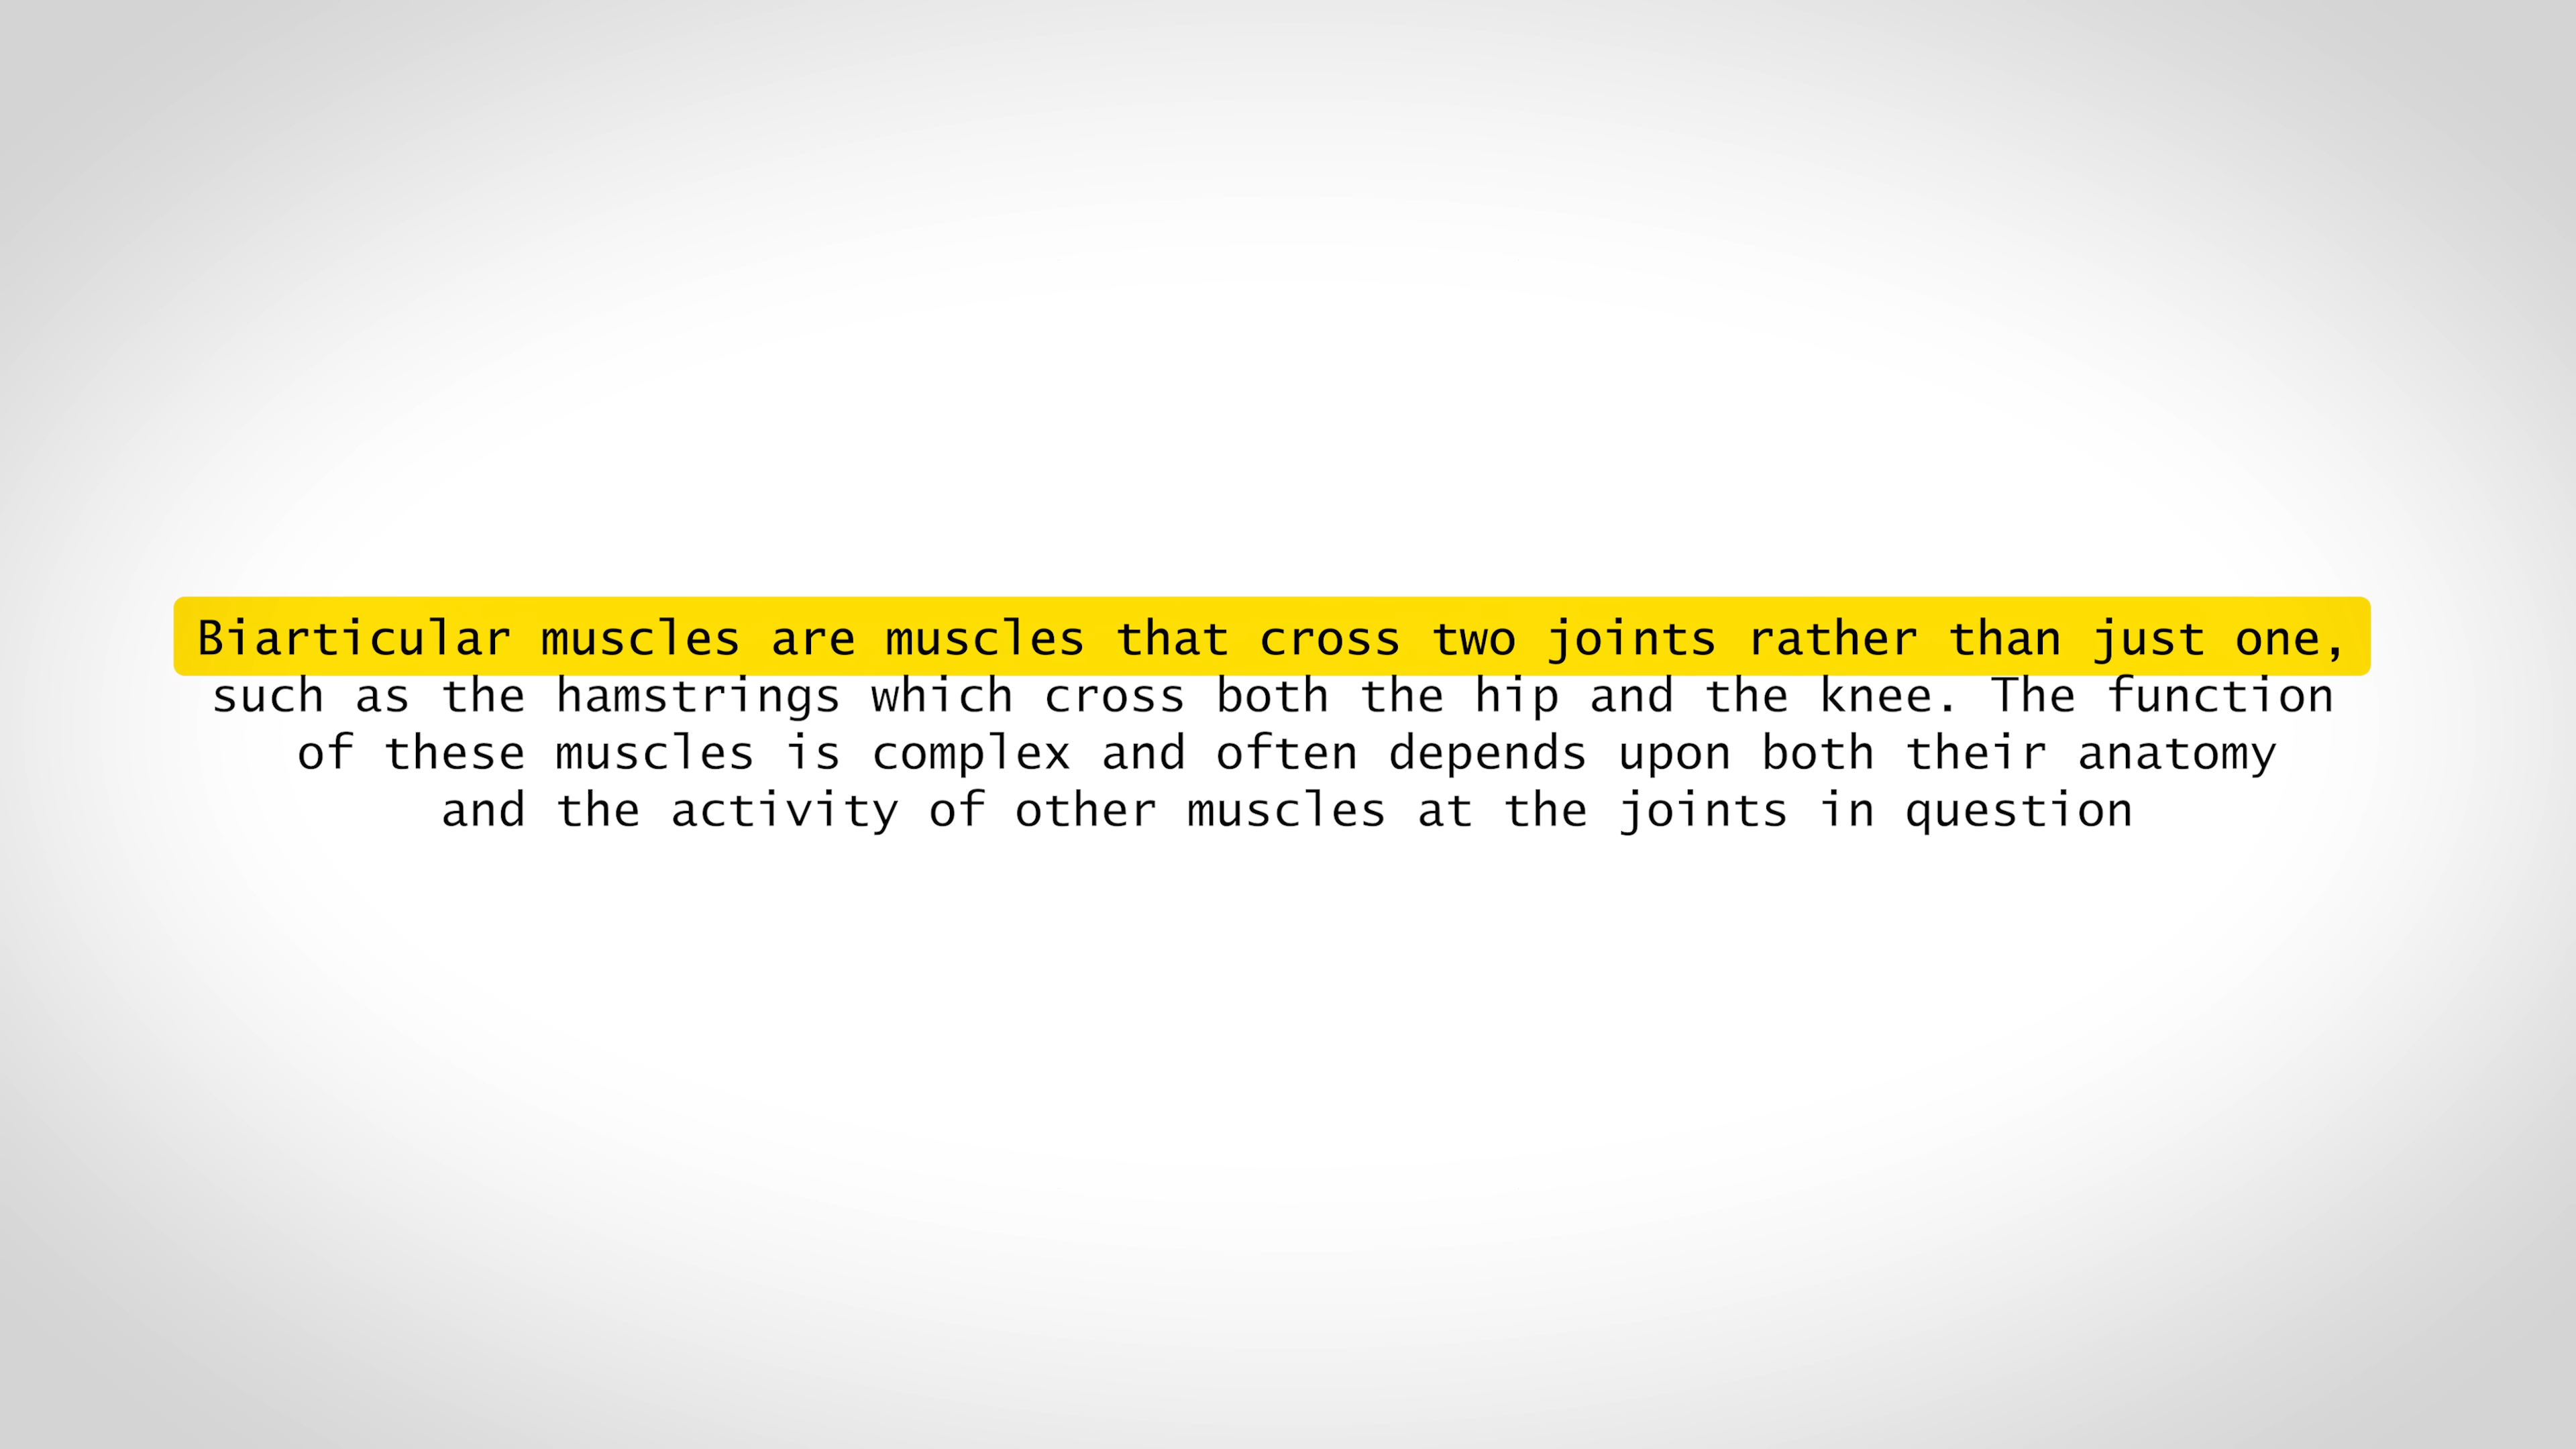 Biarticular muscles are muscles that cross two joints rather than just one,
such as the hamstrings which cross both the hip and the knee. The function
of these muscles is complex and often depends upon both their anatomy
and the activity of other muscles at the joints in question